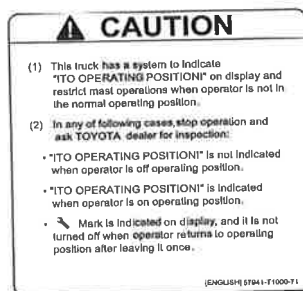 CAUTION
(1) This truck has a system to indicate
"!TO OPERATING POSITION!" on display and
restrict mast operations when operator is not in
the normal operating position.
(2) In any of following cases,stop operation and
ask TOYOTA dealer for inspection:
• "!TO OPERATING POSITION!" is not indicated
when operator is off operating position.
• "!TO OPERATING POSITION!" is indicated
when operator is on operating position.
• Mark is indicated on display, and it is not
turned off when operator returns to operating
position after leaving it once.
[ENGLISH] 57941-T1000-71